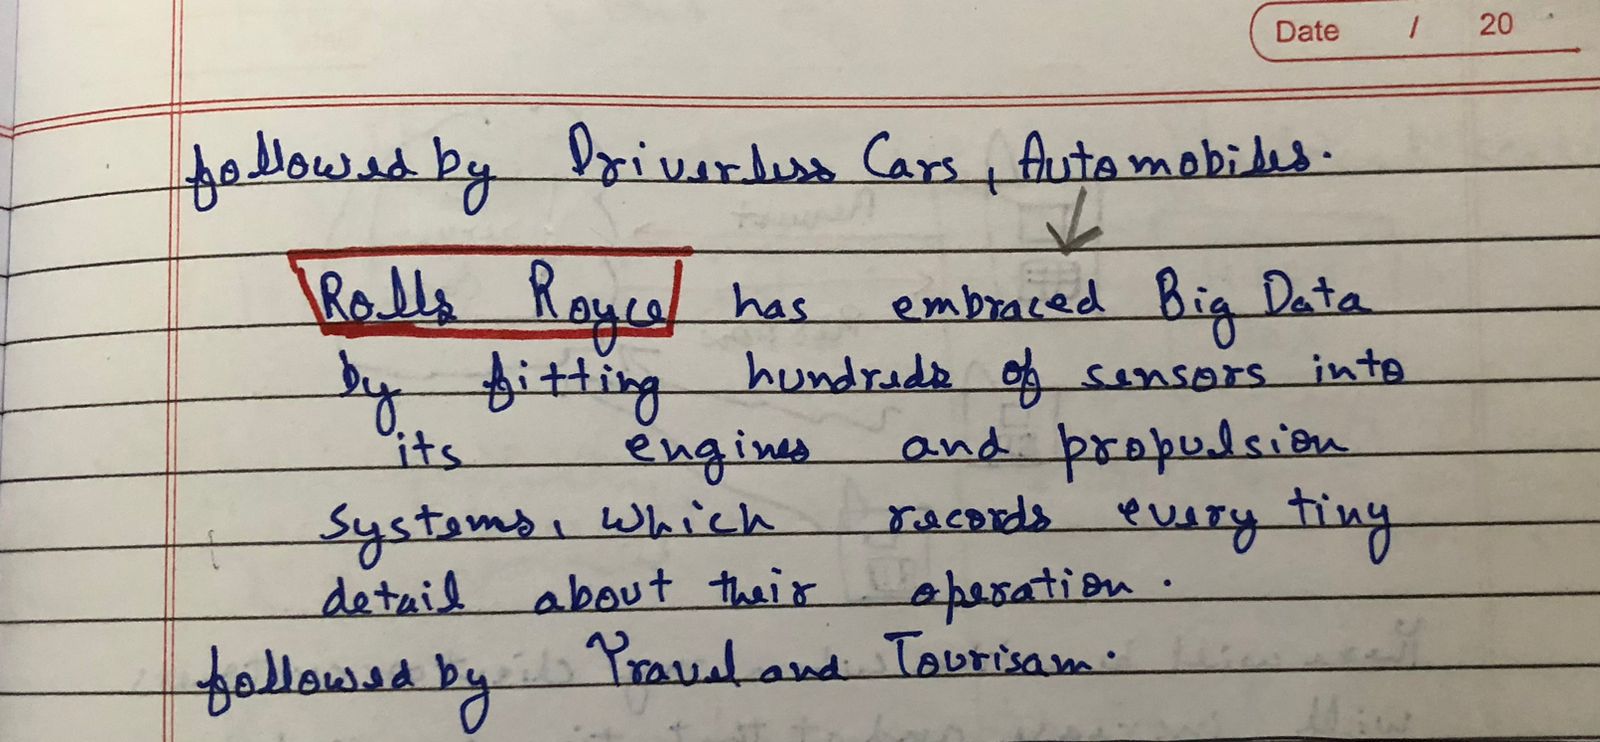 Date / 20
followed by Driverless Cars, Automobiles.
Rolls Royce has embraced Big Data
by fitting hundreds of sensors into
its engines and propulsion
systems, which records every tiny
detail about their operation.
followed by Travel and Tourisam.